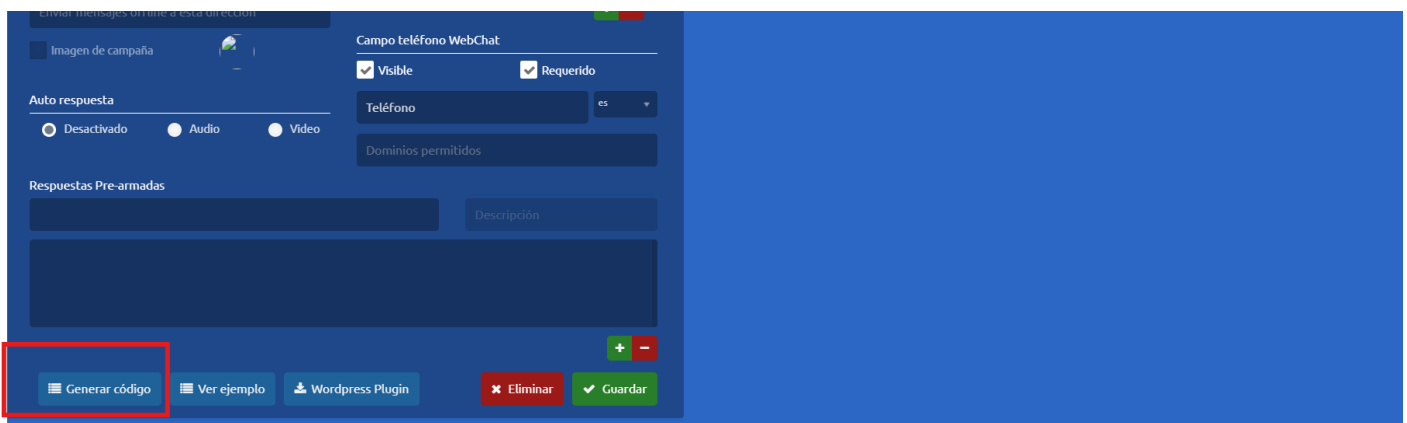 Enviar mensajes offline a esta dirección
Imagen de campaña
Auto respuesta
Desactivado Audio Video
Campo teléfono WebChat
Visible Requerido
Teléfono es
Dominios permitidos
Respuestas Pre-armadas
Descripción
+ −
Generar código Ver ejemplo Wordpress Plugin Eliminar Guardar